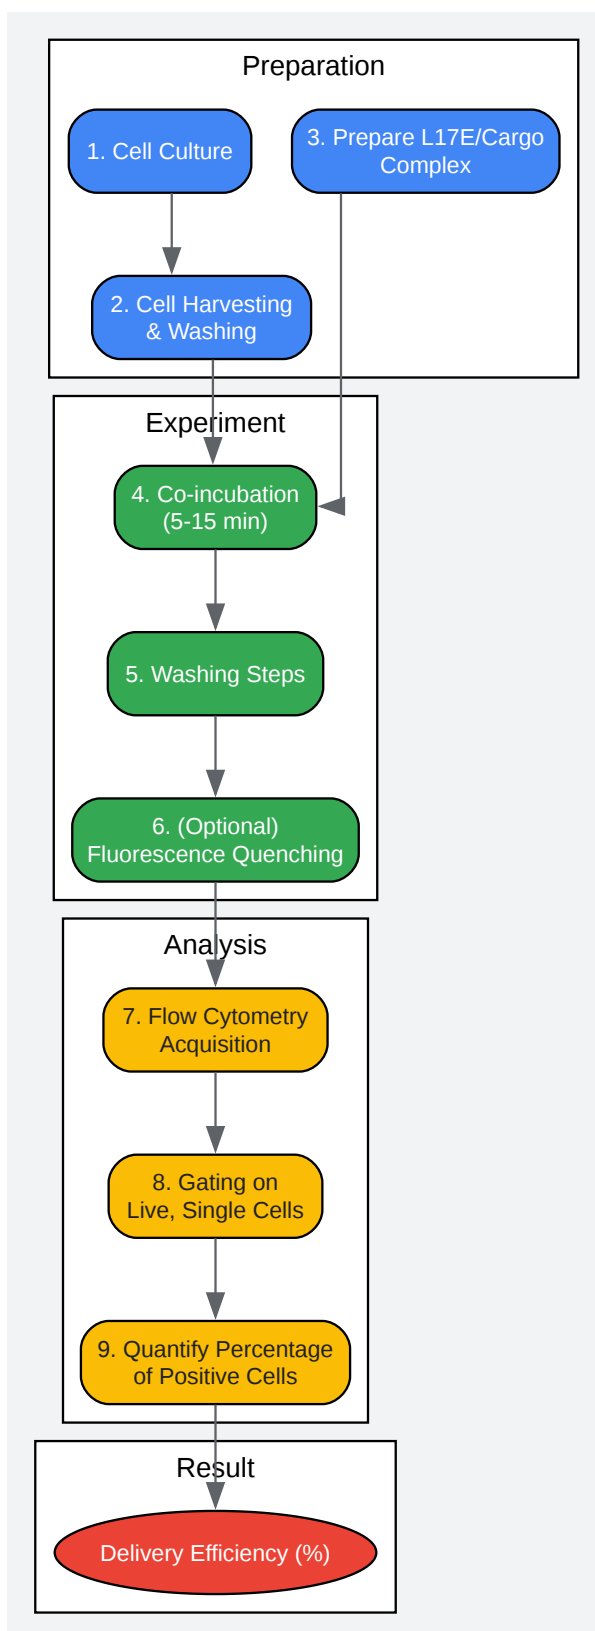 Preparation
1. Cell Culture
3. Prepare L17E/Cargo
Complex
2. Cell Harvesting
& Washing
Experiment
4. Co-incubation
(5-15 min)
5. Washing Steps
6. (Optional)
Fluorescence Quenching
Analysis
7. Flow Cytometry
Acquisition
8. Gating on
Live, Single Cells
9. Quantify Percentage
of Positive Cells
Result
Delivery Efficiency (%)